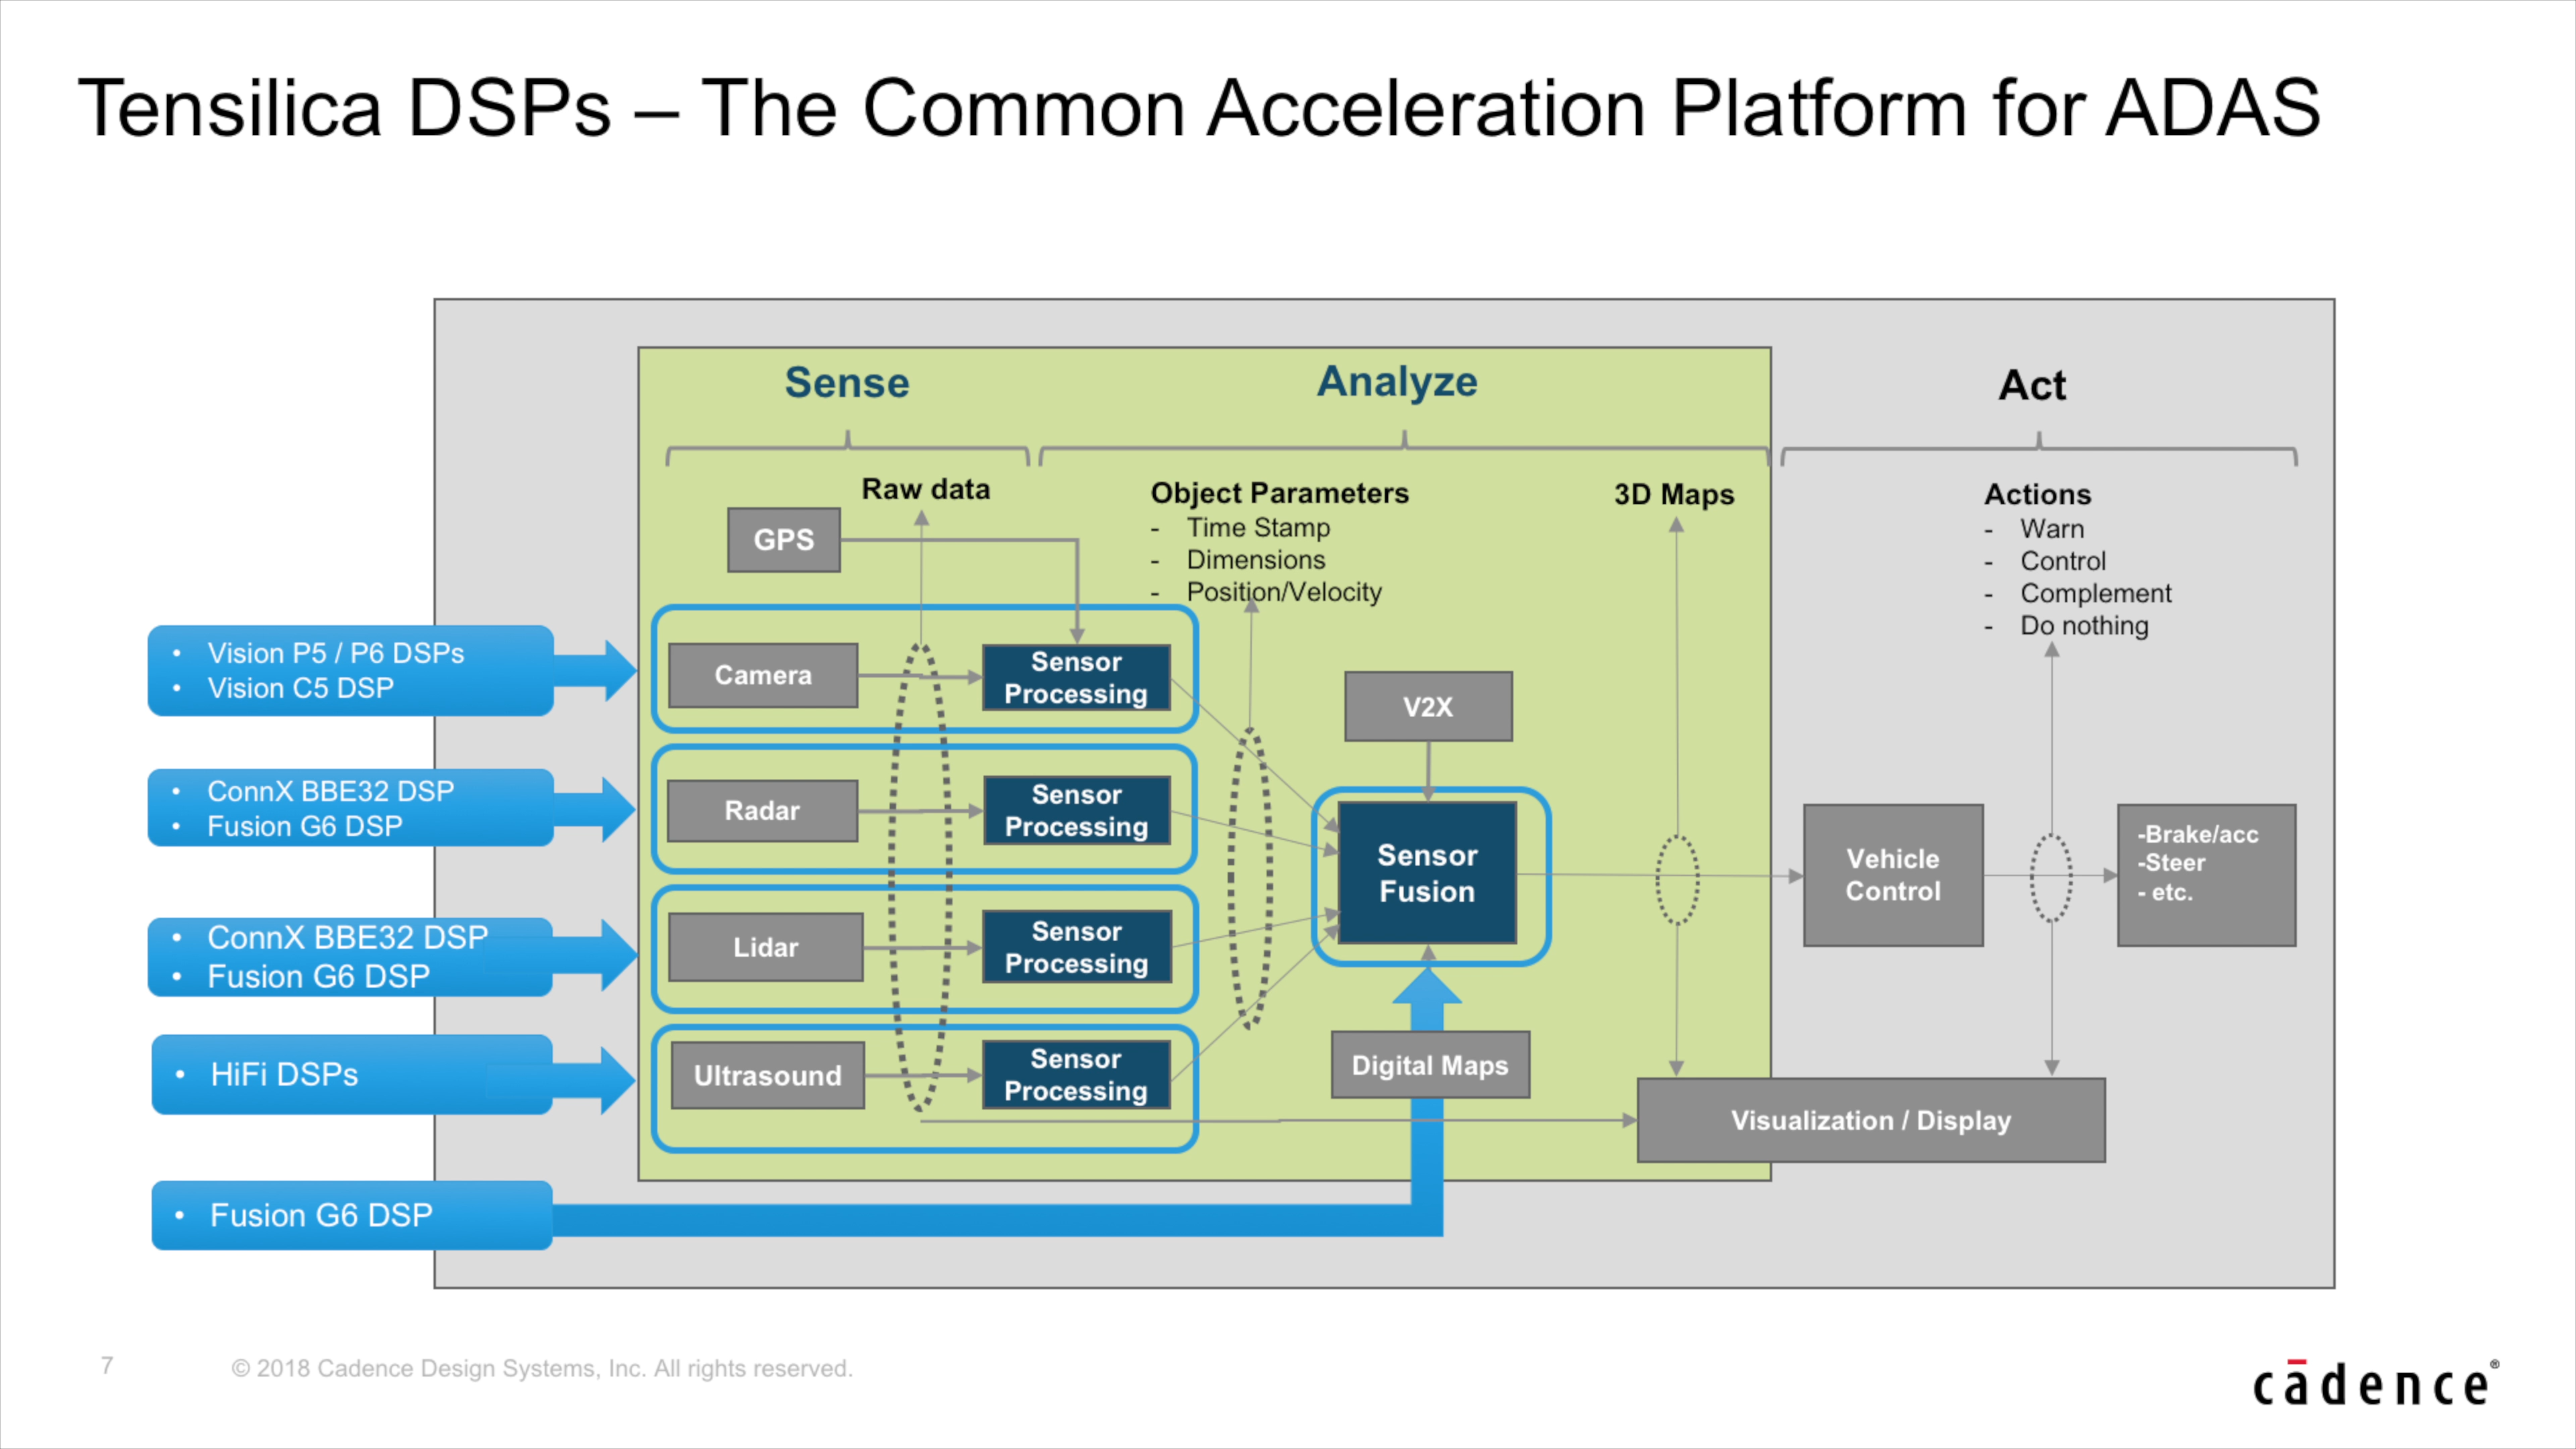 Tensilica DSPs – The Common Acceleration Platform for ADAS
Sense
Analyze
Act
Raw data
Object Parameters
- Time Stamp
- Dimensions
- Position/Velocity
3D Maps
Actions
- Warn
- Control
- Complement
- Do nothing
GPS
• Vision P5 / P6 DSPs
• Vision C5 DSP
Camera
Sensor
Processing
V2X
• ConnX BBE32 DSP
• Fusion G6 DSP
Radar
Sensor
Processing
Sensor
Fusion
Vehicle
Control
-Brake/acc
-Steer
- etc.
• ConnX BBE32 DSP
• Fusion G6 DSP
Lidar
Sensor
Processing
• HiFi DSPs
Ultrasound
Sensor
Processing
Digital Maps
Visualization / Display
• Fusion G6 DSP
7
© 2018 Cadence Design Systems, Inc. All rights reserved.
cādence®